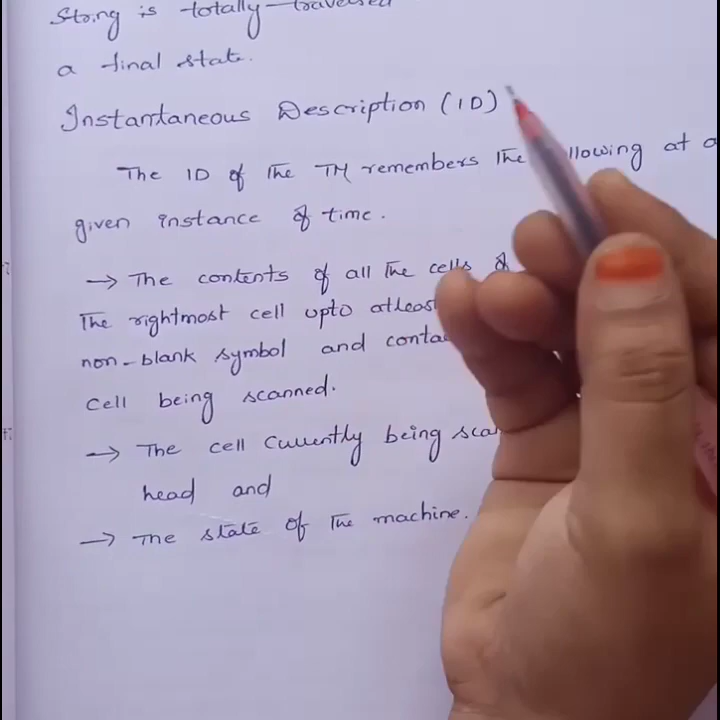 String is totally traversed
a final state.
Instantaneous Description (ID)
The ID of the TM remembers the llowing at a
given instance of time.
→ The contents of all the cells of
The rightmost cell upto atleast
non-blank symbol and conta
cell being scanned.
→ The cell currently being sca
head and
→ The state of the machine.